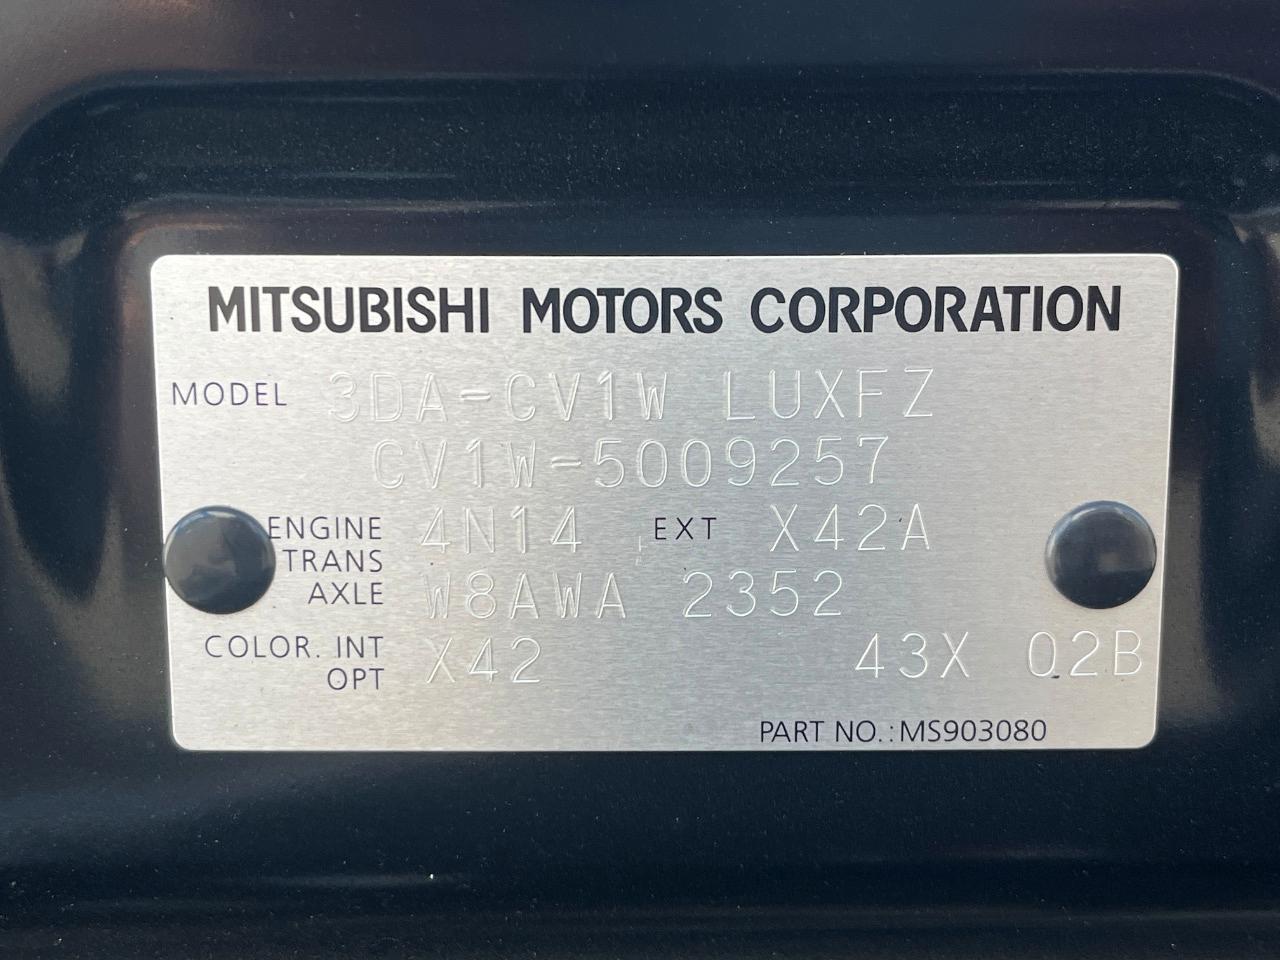 MITSUBISHI MOTORS CORPORATION
MODEL 3DA-CV1W LUXFZ
CV1W-5009257
ENGINE 4N14 EXT X42A
TRANS
AXLE W8AWA 2352
COLOR. INT X42 43X 02B
OPT
PART NO.: MS903080